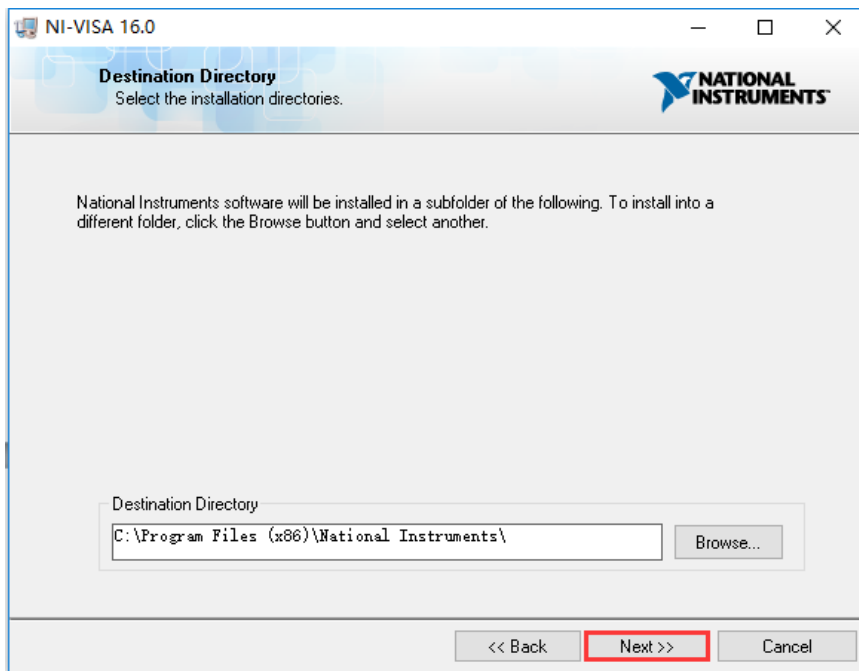 NI-VISA 16.0
Destination Directory
Select the installation directories.
NATIONAL
INSTRUMENTS™
National Instruments software will be installed in a subfolder of the following. To install into a
different folder, click the Browse button and select another.
Destination Directory
C:\Program Files (x86)\National Instruments\
Browse...
<< Back
Next >>
Cancel